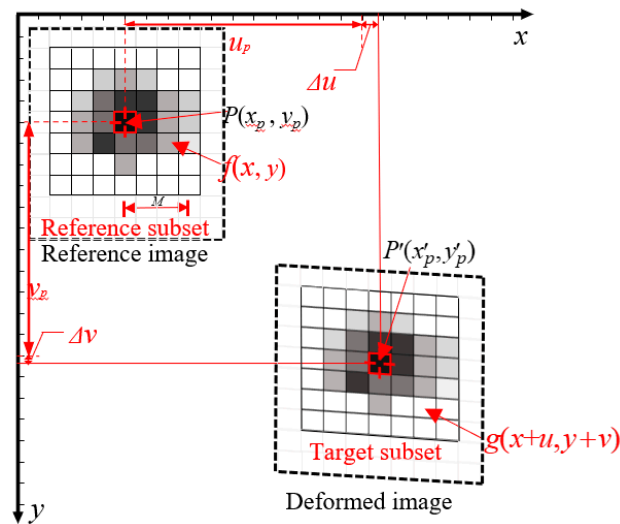 x
u_p
Δu
P(x_p, y_p)
f(x, y)
M
Reference subset
Reference image
v_p
Δv
P'(x'_p,y'_p)
g(x+u,y+v)
Target subset
Deformed image
y